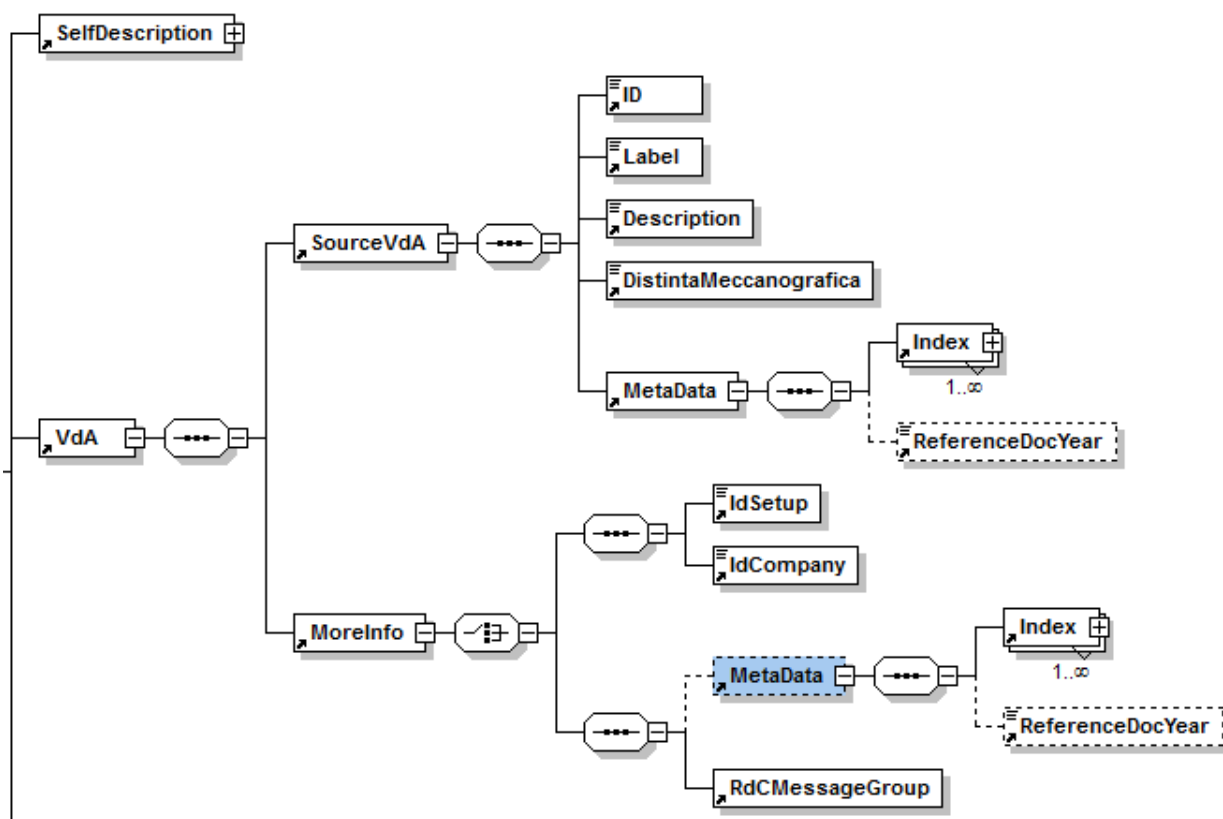 SelfDescription
ID
Label
Description
SourceVdA
DistintaMeccanografica
Index
MetaData
1..∞
VdA
ReferenceDocYear
IdSetup
IdCompany
MoreInfo
Index
MetaData
1..∞
ReferenceDocYear
RdCMessageGroup